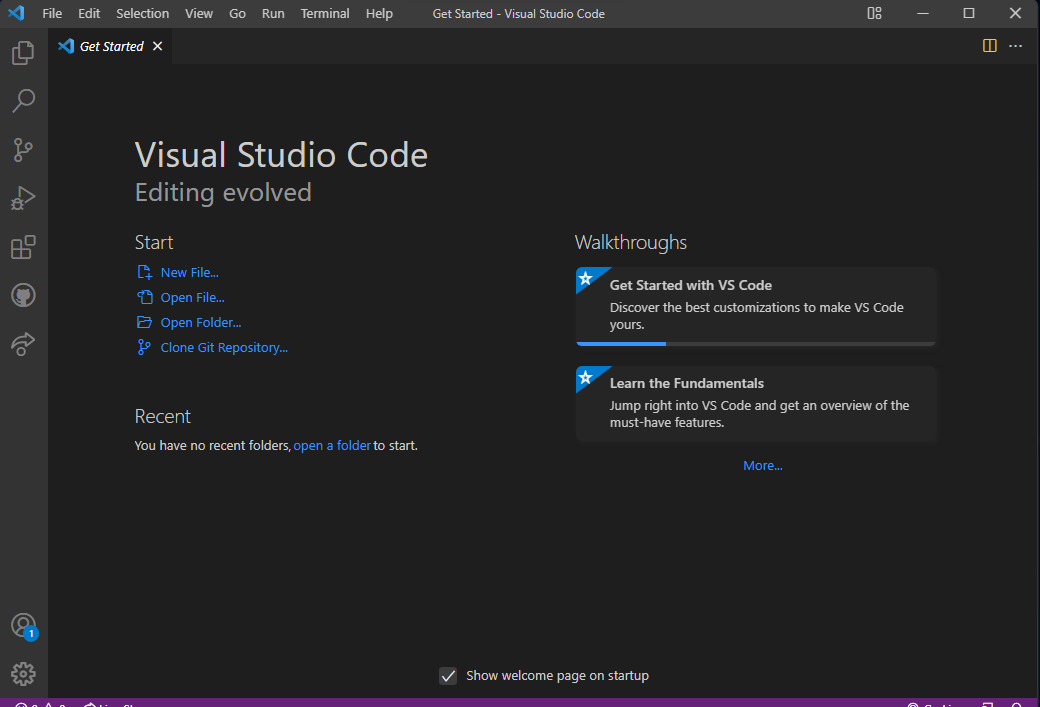 File Edit Selection View Go Run Terminal Help Get Started - Visual Studio Code
Get Started
Visual Studio Code
Editing evolved
Start
New File...
Open File...
Open Folder...
Clone Git Repository...
Recent
You have no recent folders, open a folder to start.
Walkthroughs
Get Started with VS Code
Discover the best customizations to make VS Code
yours.
Learn the Fundamentals
Jump right into VS Code and get an overview of the
must-have features.
More...
1
Show welcome page on startup